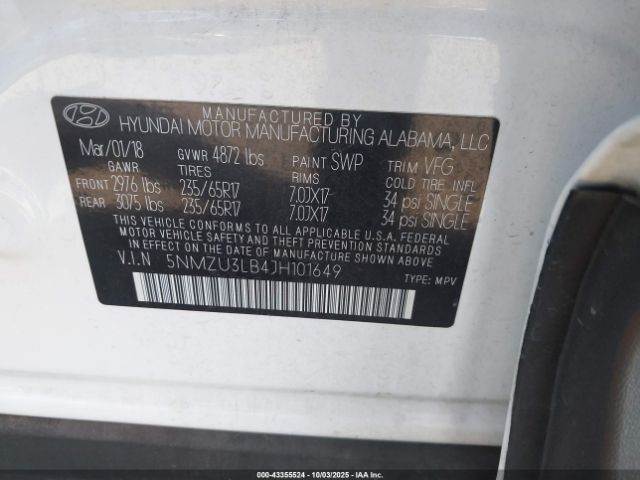 MANUFACTURED BY
HYUNDAI MOTOR MANUFACTURING ALABAMA, LLC
Mar/01/18 GVWR 4872 lbs PAINT SWP TRIM VFG
GAWR TIRES RIMS COLD TIRE INFL
FRONT 2976 lbs 235/65R17 7.0JX17 34 psi SINGLE
REAR 3075 lbs 235/65R17 7.0JX17 34 psi SINGLE
THIS VEHICLE CONFORMS TO ALL APPLICABLE U.S.A FEDERAL
MOTOR VEHICLE SAFETY AND THEFT PREVENTION STANDARDS
IN EFFECT ON THE DATE OF MANUFACTURE SHOWN ABOVE.
V.I.N 5NMZU3LB4JH101649 TYPE: MPV
000-43355524 10/03/2025 - IAA Inc.